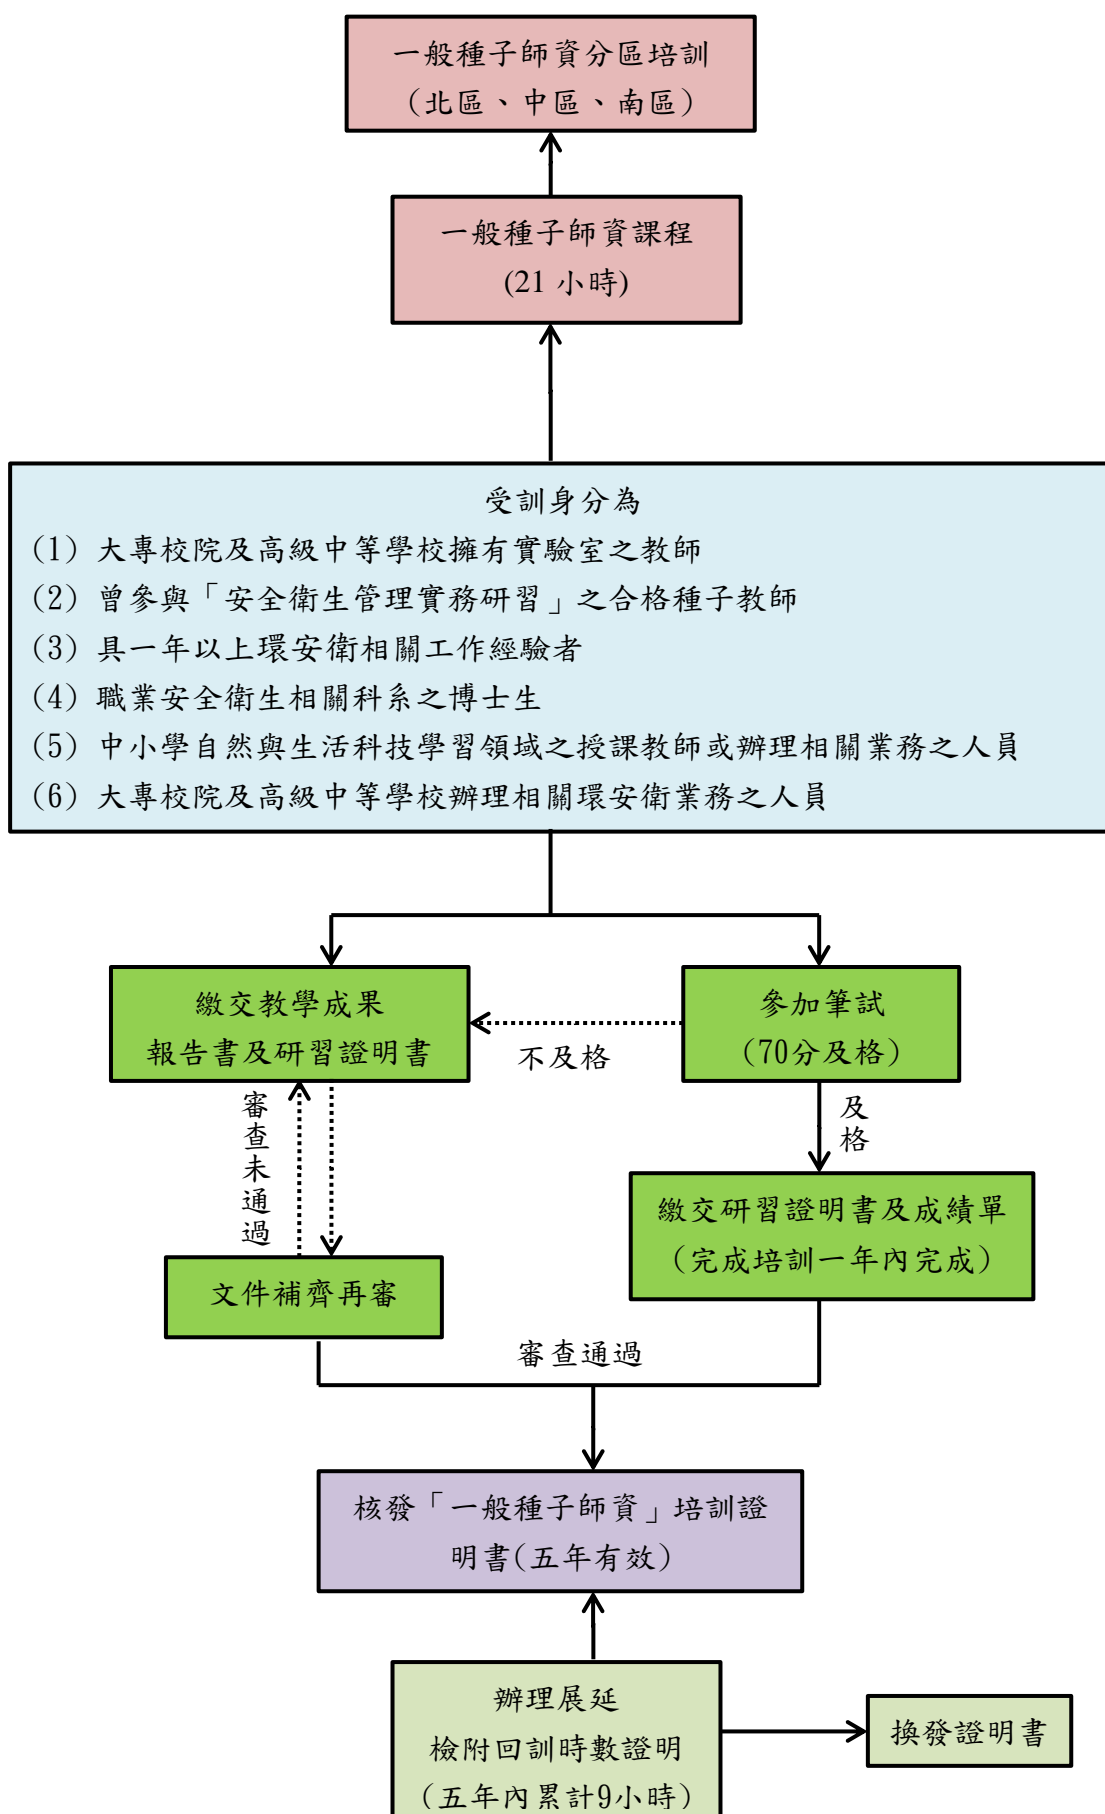 一般種子師資分區培訓
（北區、中區、南區）
一般種子師資課程
(21 小時)
受訓身分為
（1）大專校院及高級中等學校擁有實驗室之教師
（2）曾參與「安全衛生管理實務研習」之合格種子教師
（3）具一年以上環安衛相關工作經驗者
（4）職業安全衛生相關科系之博士生
（5）中小學自然與生活科技學習領域之授課教師或辦理相關業務之人員
（6）大專校院及高級中等學校辦理相關環安衛業務之人員
繳交教學成果
報告書及研習證明書
不及格
參加筆試
（70分及格）
審查未通過
及格
繳交研習證明書及成績單
（完成培訓一年內完成）
文件補齊再審
審查通過
核發「一般種子師資」培訓證
明書（五年有效）
辦理展延
檢附回訓時數證明
（五年內累計9小時）
換發證明書